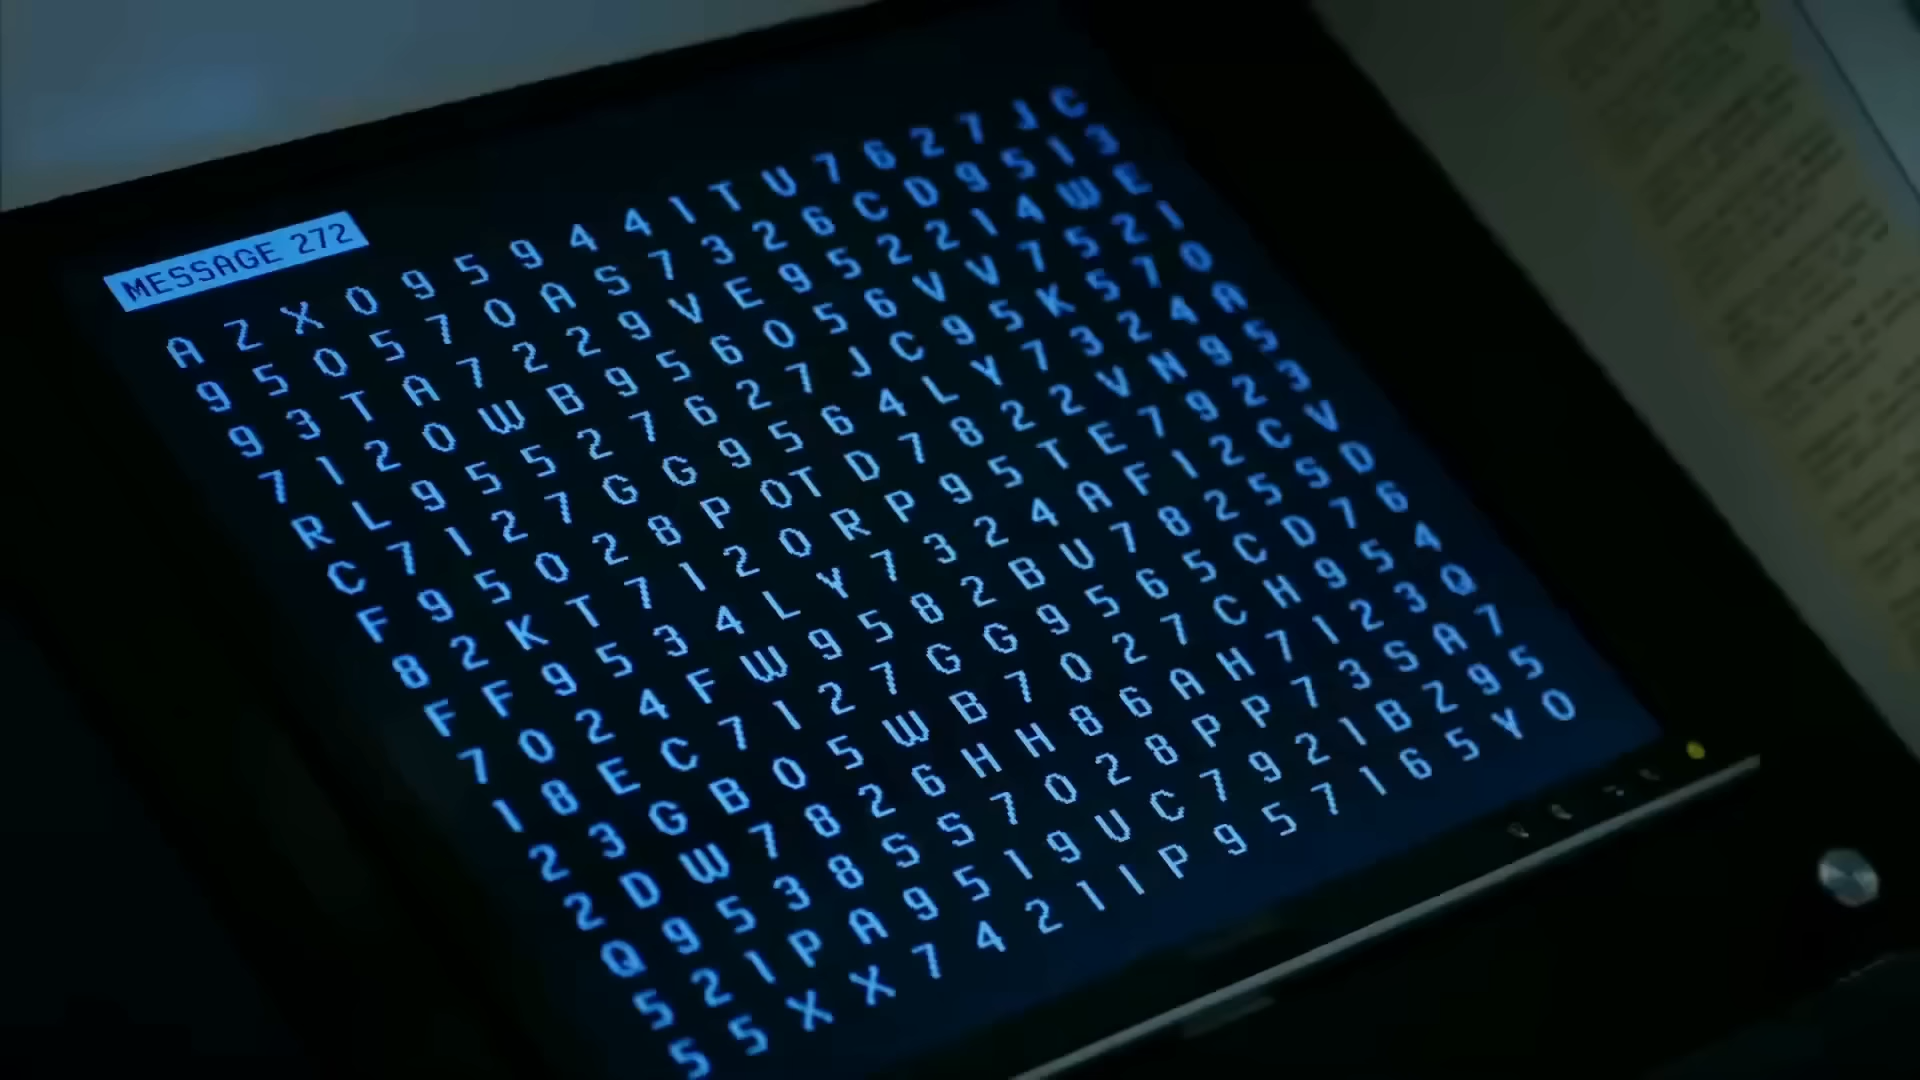 MESSAGE 272
A Z X 0 9 5 9 4 4 1 T U 7 6 2 7 J C
9 5 0 5 7 0 A S 7 3 2 6 C D 9 5 1 3
9 3 T A 7 2 2 9 V E 9 5 2 2 1 4 W E
7 1 2 0 W B 9 5 6 0 5 6 V V 7 5 2 1
R L 9 5 5 2 7 6 2 7 J C 9 5 K 5 7 0
C 7 1 2 7 G G 9 5 6 4 L Y 7 3 2 4 A
F 9 5 0 2 8 P O T D 7 8 2 2 V N 9 5
8 2 K T 7 1 2 0 R P 9 5 T E 7 9 2 3
F F 9 5 3 4 L Y 7 3 2 4 A F 1 2 C V
7 0 2 4 F W 9 5 8 2 B U 7 8 2 5 5 D
1 8 E C 7 1 2 7 G G 9 5 6 5 C D 7 6
2 3 G B 0 5 W B 7 0 2 7 C H 9 5 4
2 D W 7 8 2 6 H H 8 6 A H 7 1 2 3 Q
Q 9 5 3 8 S S 7 0 2 8 P P 7 3 S A 7
5 2 1 P A 9 5 1 9 U C 7 9 2 1 B Z 9 5
5 5 X X 7 4 2 1 1 P 9 5 7 1 6 5 Y 0